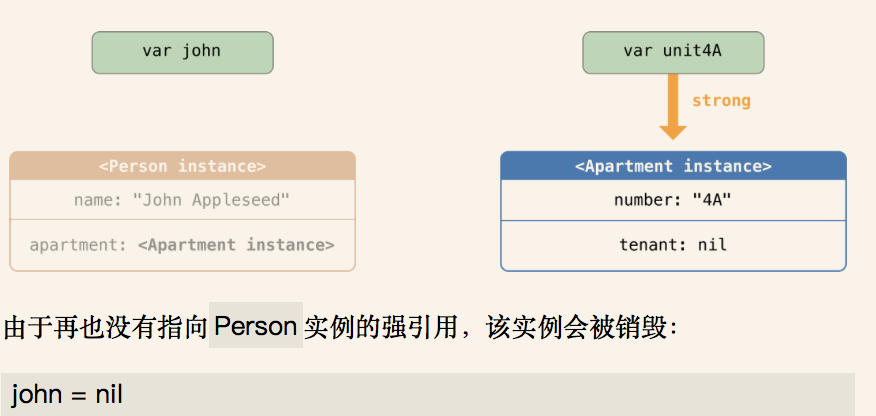 var john
var unit4A
strong
<Person instance>
<Apartment instance>
name: "John Appleseed"
number: "4A"
apartment: <Apartment instance>
tenant: nil
由于再也没有指向 Person 实例的强引用，该实例会被销毁：
john = nil